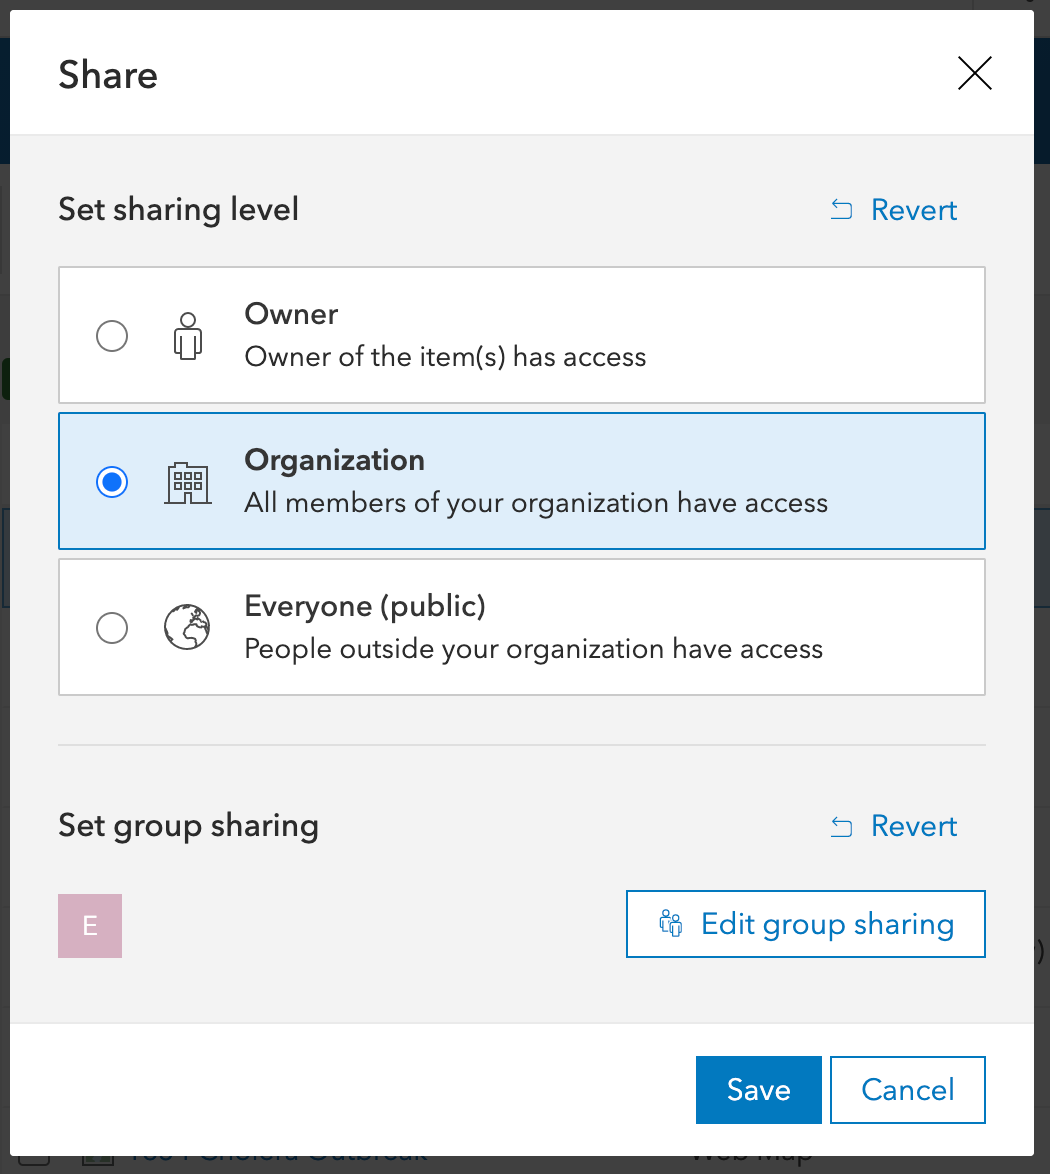 Share
Set sharing level
Revert
Owner
Owner of the item(s) has access
Organization
All members of your organization have access
Everyone (public)
People outside your organization have access
Set group sharing
Revert
E
Edit group sharing
Save
Cancel